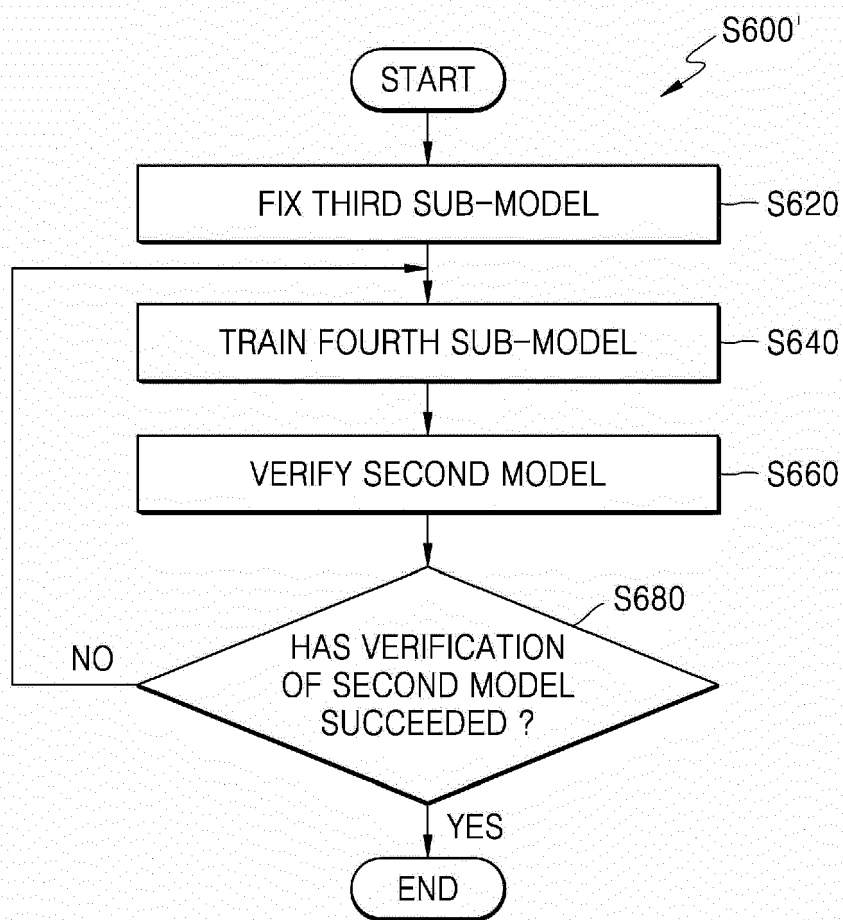 S600'
START
FIX THIRD SUB-MODEL
S620
TRAIN FOURTH SUB-MODEL
S640
VERIFY SECOND MODEL
S660
S680
HAS VERIFICATION
OF SECOND MODEL
SUCCEEDED ?
NO
YES
END